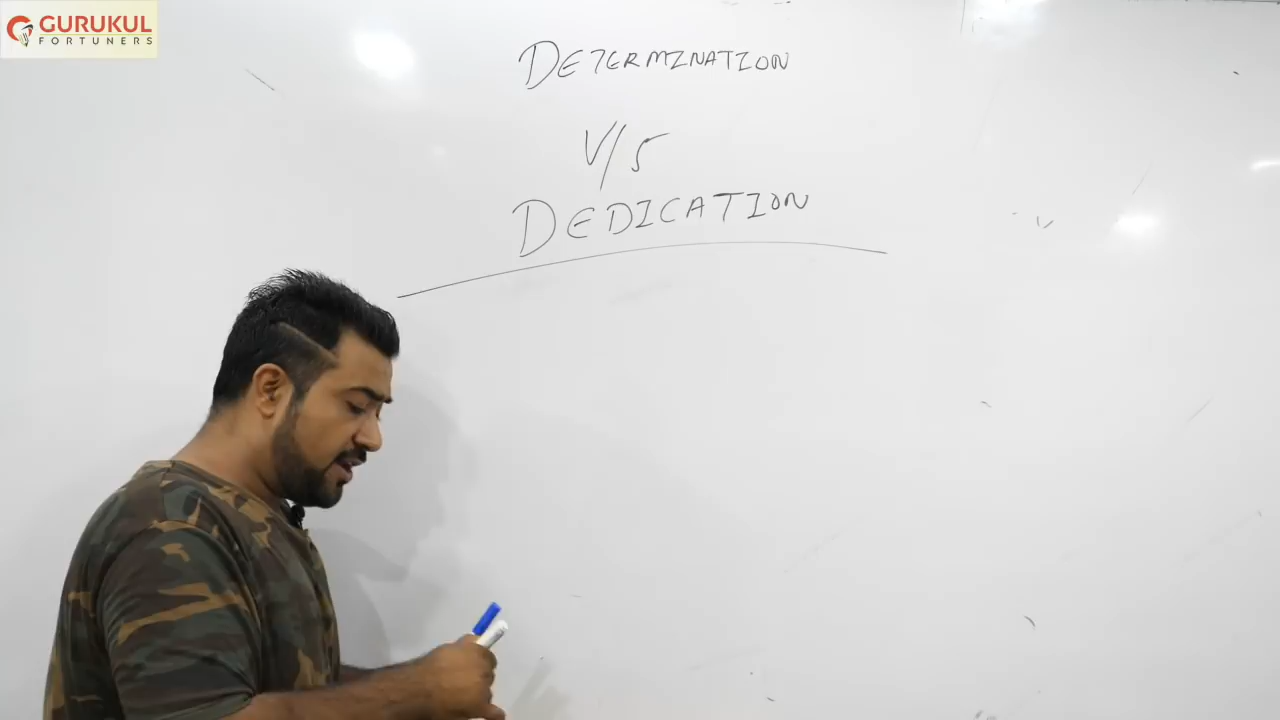 GURUKUL
FORTUNERS
DETERMINATION
V/S
DEDICATION